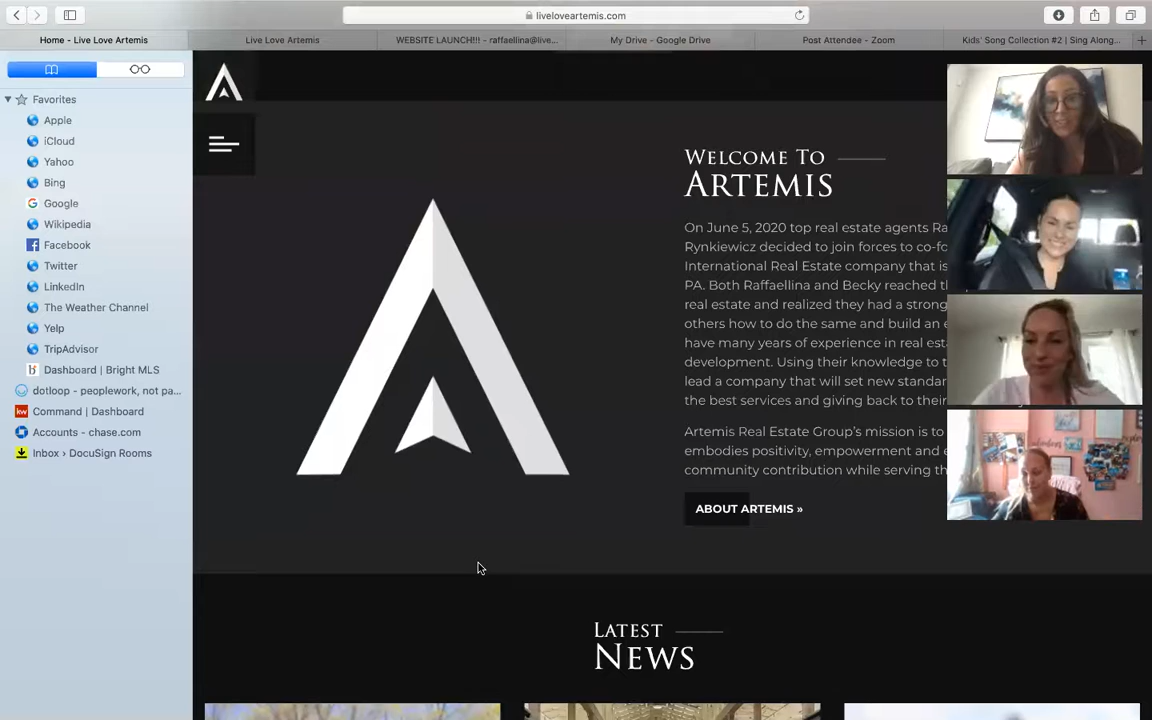 liveloveartemis.com
Home - Live Love Artemis
Live Love Artemis
WEBSITE LAUNCH!!! - raffaellina@live...
My Drive - Google Drive
Post Attendee - Zoom
Kids' Song Collection #2 | Sing Along...
Favorites
Apple
iCloud
Yahoo
Bing
Google
Wikipedia
Facebook
Twitter
LinkedIn
The Weather Channel
Yelp
TripAdvisor
Dashboard | Bright MLS
dotloop - peoplework, not pa...
Command | Dashboard
Accounts - chase.com
Inbox › DocuSign Rooms
WELCOME TO
ARTEMIS
On June 5, 2020 top real estate agents Ra
Rynkiewicz decided to join forces to co-fo
International Real Estate company that is
PA. Both Raffaellina and Becky reached th
real estate and realized they had a strong
others how to do the same and build an e
have many years of experience in real esta
development. Using their knowledge to t
lead a company that will set new standar
the best services and giving back to their
Artemis Real Estate Group's mission is to
embodies positivity, empowerment and e
community contribution while serving th
ABOUT ARTEMIS »
LATEST
NEWS